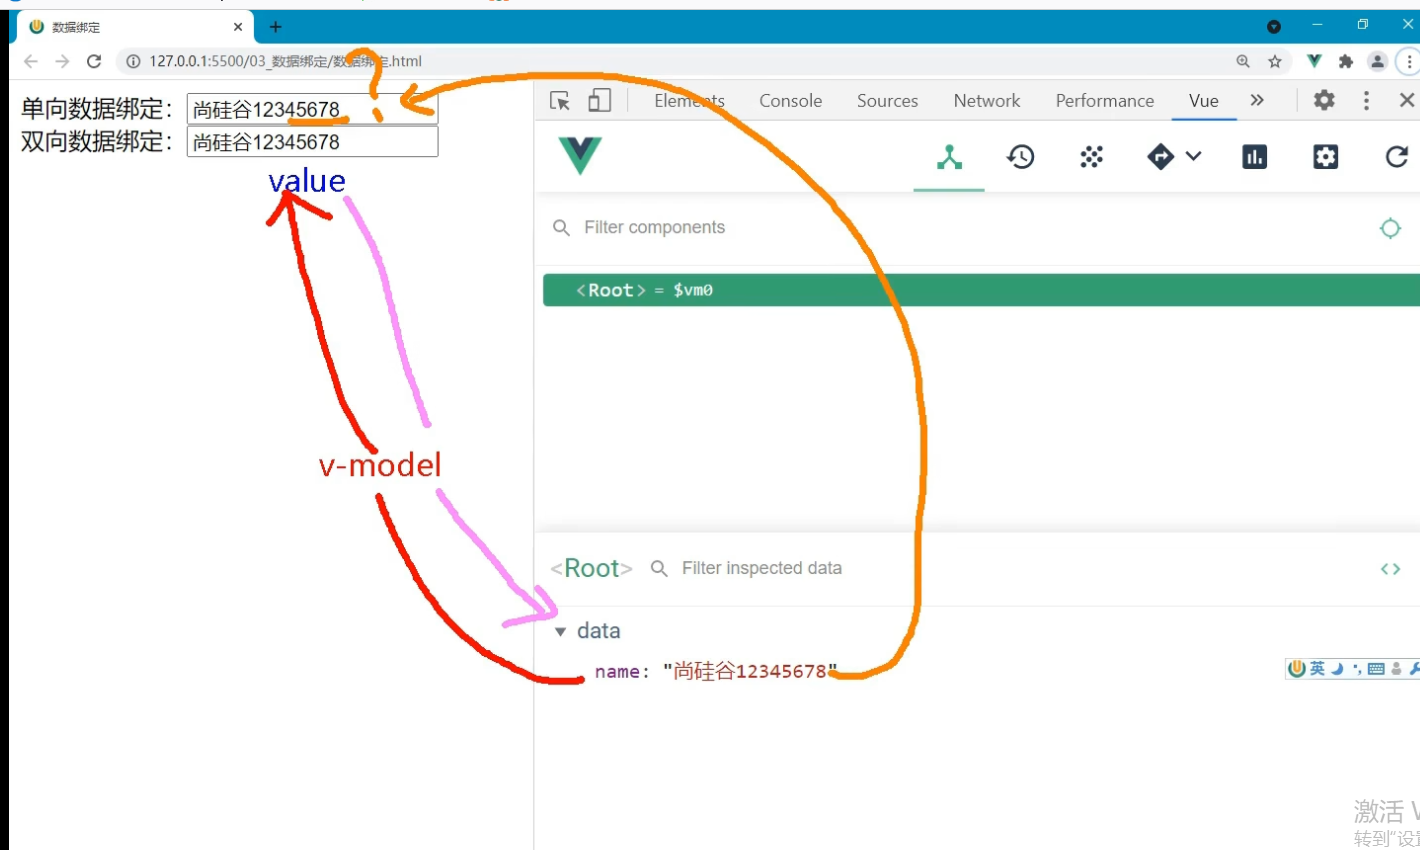 数据绑定
127.0.0.1:5500/03_数据绑定/数据绑定.html
单向数据绑定：尚硅谷12345678
双向数据绑定：尚硅谷12345678
value
v-model
Elements Console Sources Network Performance Vue
Filter components
<Root> = $vm0
<Root> Filter inspected data
data
name: "尚硅谷12345678"
英
激活 W
转到"设置